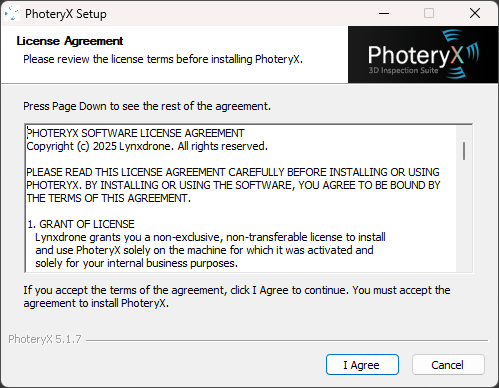 PhoteryX Setup
License Agreement
Please review the license terms before installing PhoteryX.
PhoteryX
3D Inspection Suite
Press Page Down to see the rest of the agreement.
PHOTERYX SOFTWARE LICENSE AGREEMENT
Copyright (c) 2025 Lynxdrone. All rights reserved.
PLEASE READ THIS LICENSE AGREEMENT CAREFULLY BEFORE INSTALLING OR USING
PHOTERYX. BY INSTALLING OR USING THE SOFTWARE, YOU AGREE TO BE BOUND BY
THE TERMS OF THIS AGREEMENT.
1. GRANT OF LICENSE
Lynxdrone grants you a non-exclusive, non-transferable license to install
and use PhoteryX solely on the machine for which it was activated and
solely for your internal business purposes.
If you accept the terms of the agreement, click I Agree to continue. You must accept the
agreement to install PhoteryX.
PhoteryX 5.1.7
I Agree
Cancel